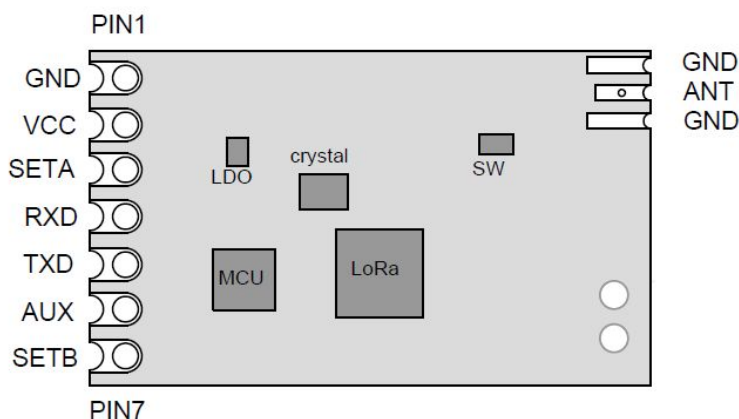 PIN1
GND
VCC
SETA
RXD
TXD
AUX
SETB
PIN7
LDO
crystal
SW
MCU
LoRa
GND
ANT
GND